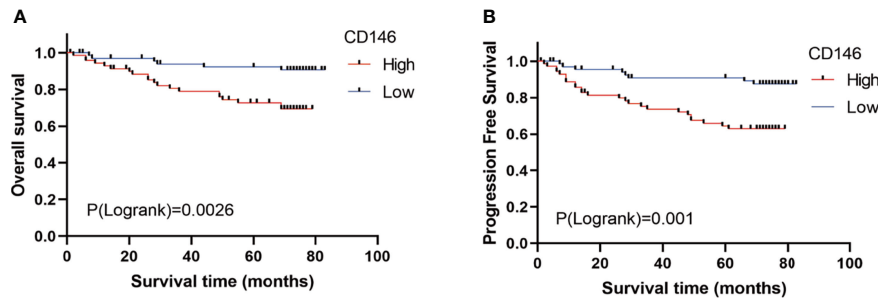 A
CD146
High
Low
Overall survival
1.0
0.8
0.6
0.4
0.2
0.0
P(Logrank)=0.0026
0 20 40 60 80 100
Survival time (months)
B
CD146
High
Low
Progression Free Survival
1.0
0.8
0.6
0.4
0.2
0.0
P(Logrank)=0.001
0 20 40 60 80 100
Survival time (months)